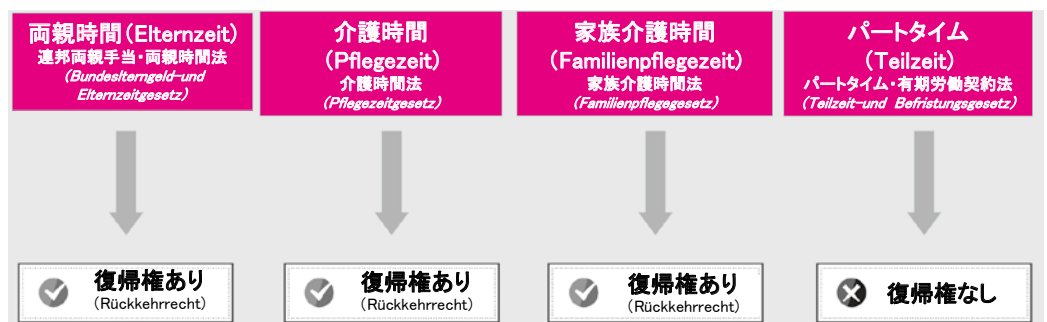 両親時間(Elternzeit)
連邦両親手当・両親時間法
(Bundeslterngeld-und
Elternzeitgesetz)
介護時間
(Pflegezeit)
介護時間法
(Pflegezeitgesetz)
家族介護時間
(Familienpflegezeit)
家族介護時間法
(Familienpflegegesetz)
パートタイム
(Teilzeit)
パートタイム・有期労働契約法
(Teilzeit-und Befristungsgesetz)
復帰権あり
(Rückkehrrecht)
復帰権あり
(Rückkehrrecht)
復帰権あり
(Rückkehrrecht)
復帰権なし